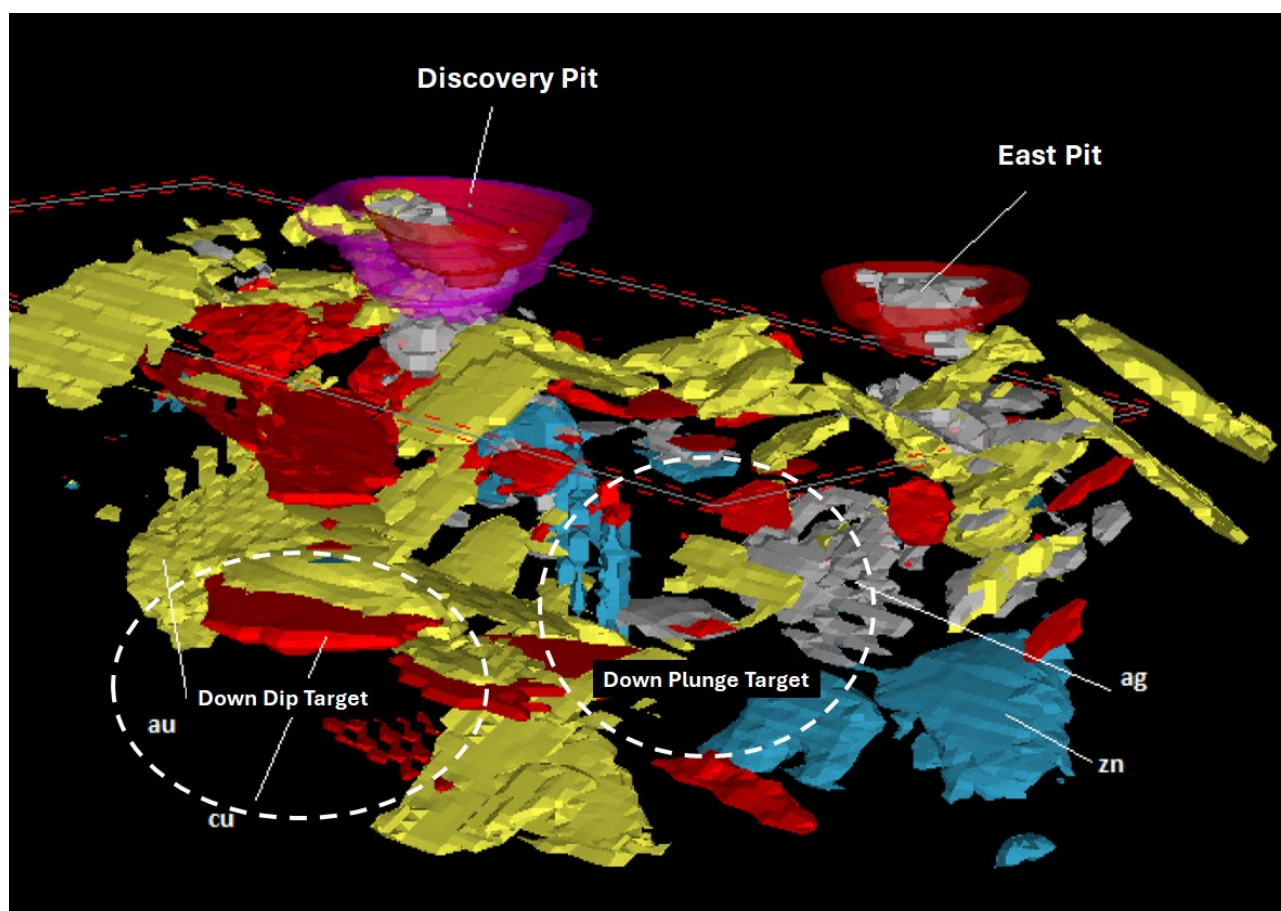 Discovery Pit
East Pit
Down Dip Target
Down Plunge Target
au
ag
zn
cu